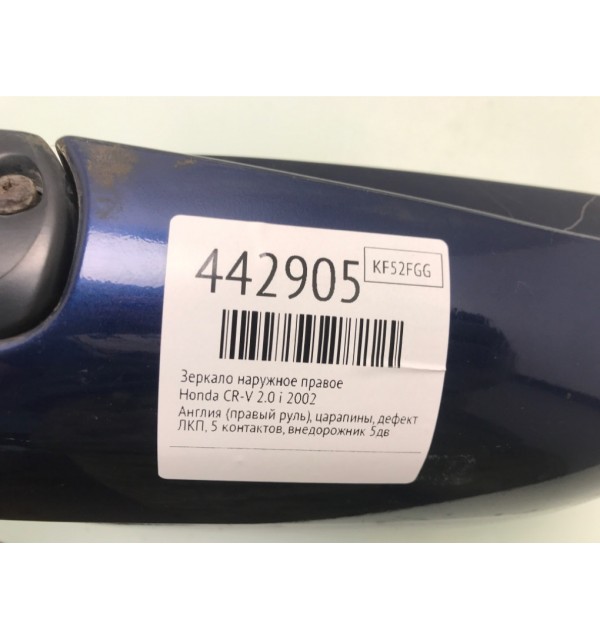 442905
KF52FGG
Зеркало наружное правое
Honda CR-V 2.0 i 2002
Англия (правый руль), царапины, дефект
ЛКП, 5 контактов, внедорожник 5дв